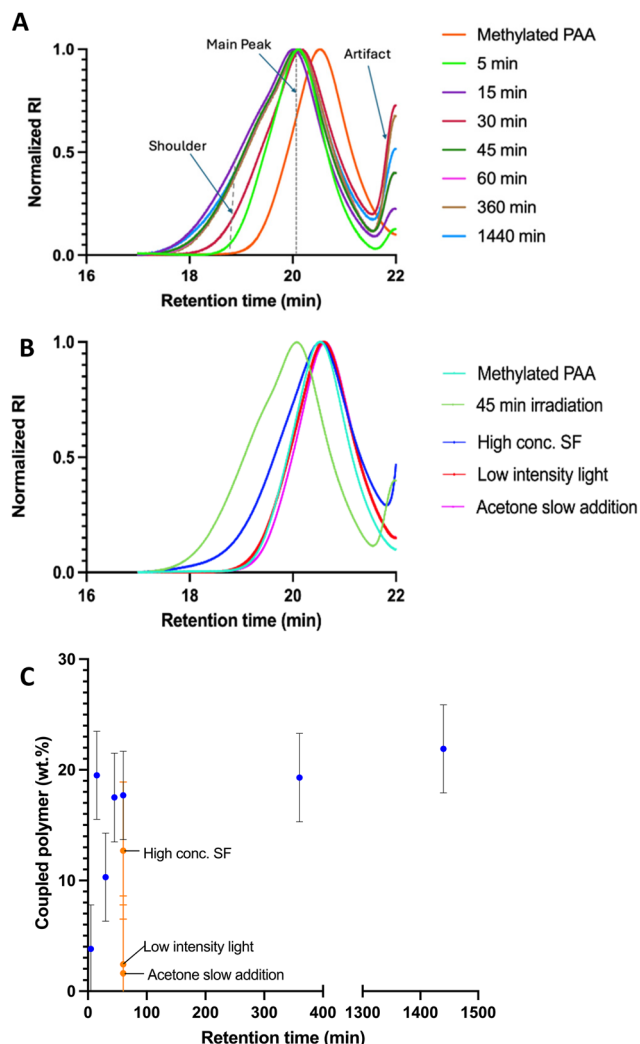 A
Normalized RI
1.0
0.5
0.0
16
18
20
22
Retention time (min)
Main Peak
Artifact
Shoulder
Methylated PAA
5 min
15 min
30 min
45 min
60 min
360 min
1440 min
B
Normalized RI
1.0
0.5
0.0
16
18
20
22
Retention time (min)
Methylated PAA
45 min irradiation
High conc. SF
Low intensity light
Acetone slow addition
C
Coupled polymer (wt.%)
30
20
10
0
High conc. SF
Low intensity light
Acetone slow addition
0
100
200
300
400
1300
1400
1500
Retention time (min)